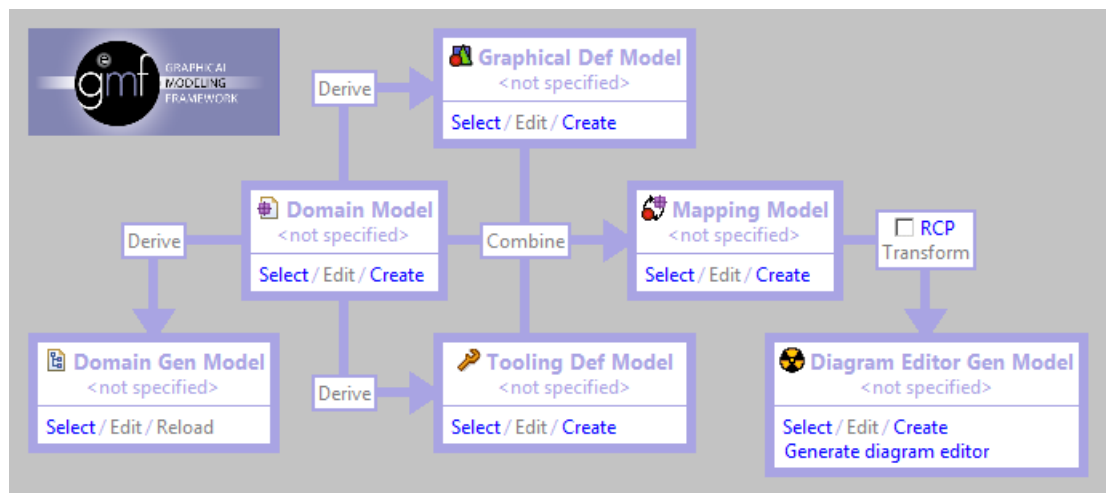 gmf
GRAPHICAL
MODELING
FRAMEWORK
Graphical Def Model
<not specified>
Select / Edit / Create
Derive
Domain Model
<not specified>
Select / Edit / Create
Derive
Combine
Mapping Model
<not specified>
Select / Edit / Create
RCP
Transform
Domain Gen Model
<not specified>
Select / Edit / Reload
Derive
Tooling Def Model
<not specified>
Select / Edit / Create
Diagram Editor Gen Model
<not specified>
Select / Edit / Create
Generate diagram editor